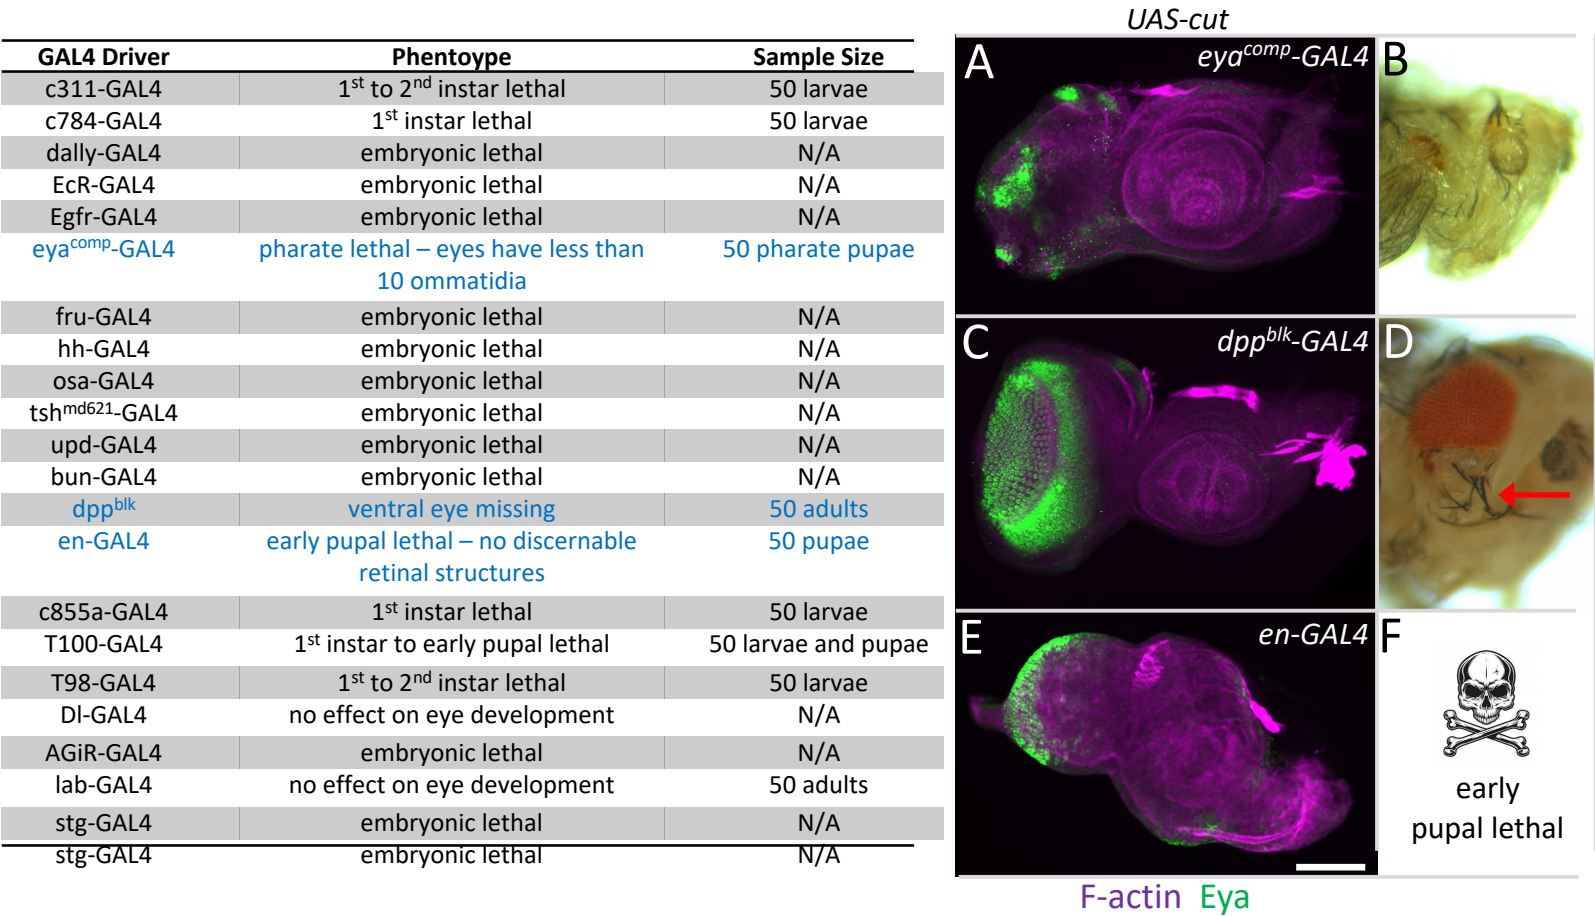 GAL4 Driver Phentoype Sample Size
c311-GAL4 1st to 2nd instar lethal 50 larvae
c784-GAL4 1st instar lethal 50 larvae
dally-GAL4 embryonic lethal N/A
EcR-GAL4 embryonic lethal N/A
Egfr-GAL4 embryonic lethal N/A
eyacomp-GAL4 pharate lethal – eyes have less than 50 pharate pupae
10 ommatidia
fru-GAL4 embryonic lethal N/A
hh-GAL4 embryonic lethal N/A
osa-GAL4 embryonic lethal N/A
tshmd621-GAL4 embryonic lethal N/A
upd-GAL4 embryonic lethal N/A
bun-GAL4 embryonic lethal N/A
dppblk ventral eye missing 50 adults
en-GAL4 early pupal lethal – no discernable 50 pupae
retinal structures
c855a-GAL4 1st instar lethal 50 larvae
T100-GAL4 1st instar to early pupal lethal 50 larvae and pupae
T98-GAL4 1st to 2nd instar lethal 50 larvae
Dl-GAL4 no effect on eye development N/A
AGiR-GAL4 embryonic lethal N/A
lab-GAL4 no effect on eye development 50 adults
stg-GAL4 embryonic lethal N/A
stg-GAL4 embryonic lethal N/A
UAS-cut
A eyacomp-GAL4 B
C dppblk-GAL4 D
E en-GAL4 F
early
pupal lethal
F-actin Eya